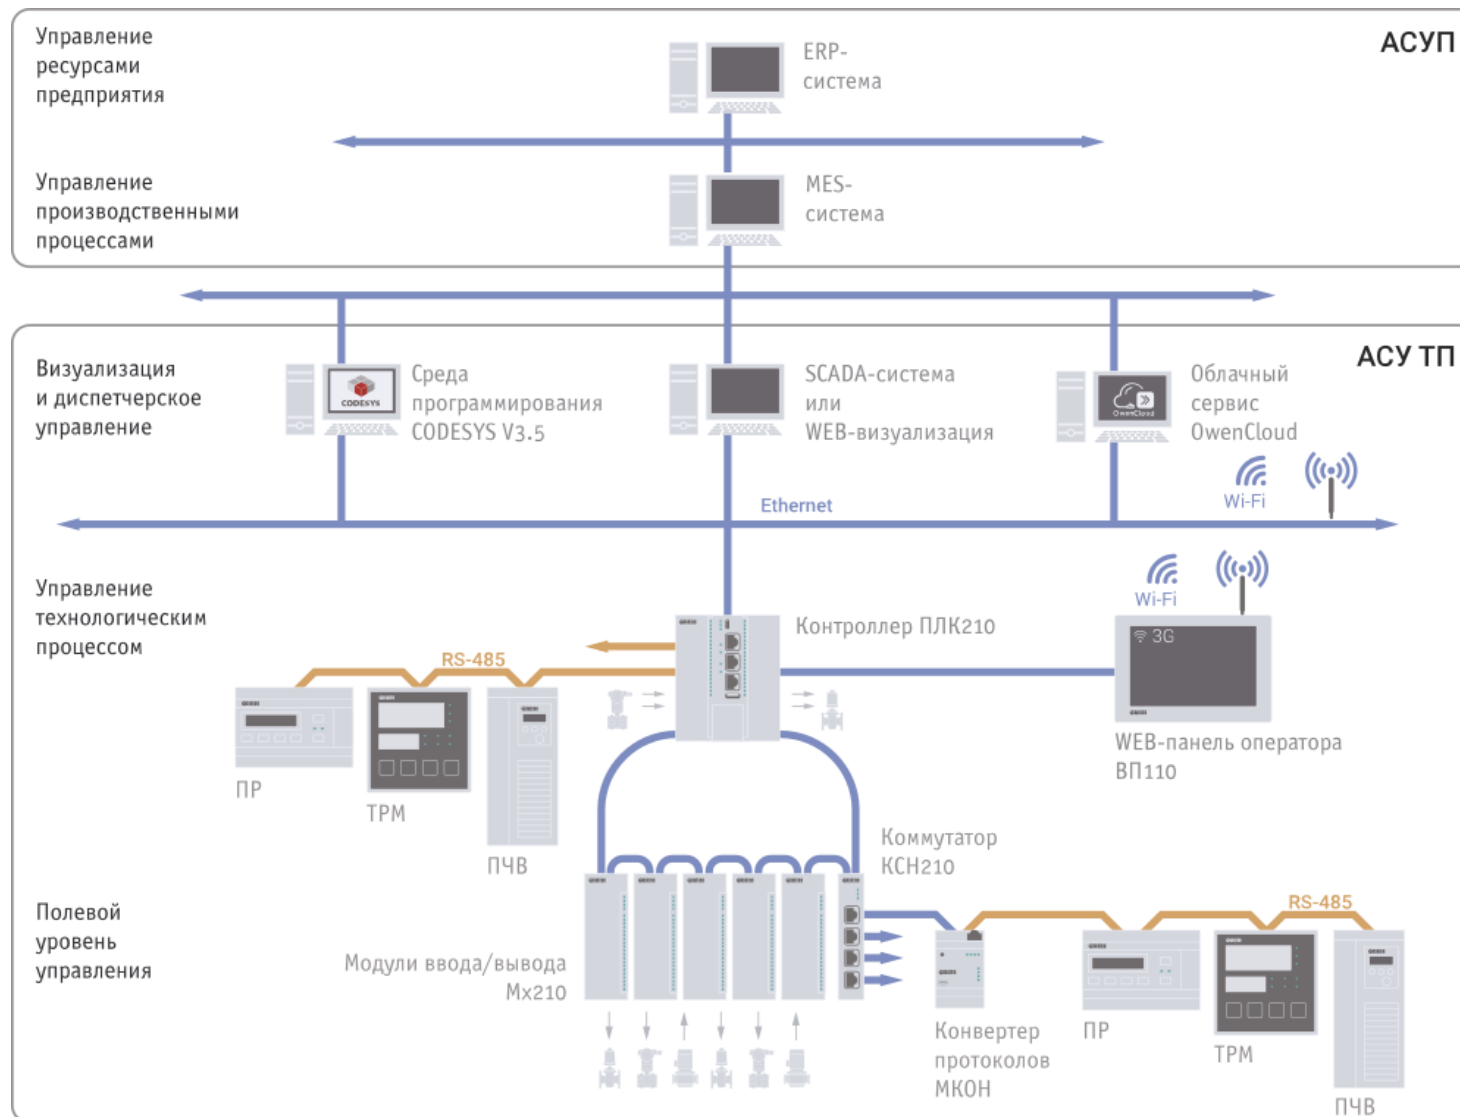 Управление
ресурсами
предприятия
ERP-
система
АСУП
Управление
производственными
процессами
MES-
система
Визуализация
и диспетчерское
управление
CODESYS
Среда
программирования
CODESYS V3.5
SCADA-система
или
WEB-визуализация
OwenCloud
Облачный
сервис
OwenCloud
АСУ ТП
Wi-Fi
Ethernet
Управление
технологическим
процессом
Контроллер ПЛК210
Wi-Fi
3G
RS-485
WEB-панель оператора
ВП110
ПР
ТРМ
ПЧВ
Коммутатор
КСН210
Полевой
уровень
управления
Модули ввода/вывода
Мх210
RS-485
Конвертер
протоколов
МКОН
ПР
ТРМ
ПЧВ